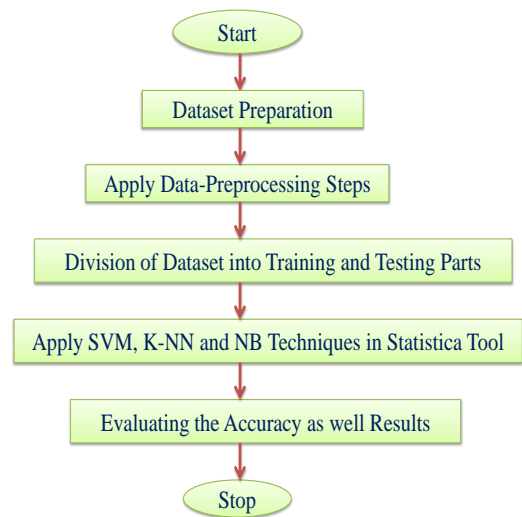 Start
Dataset Preparation
Apply Data-Preprocessing Steps
Division of Dataset into Training and Testing Parts
Apply SVM, K-NN and NB Techniques in Statistica Tool
Evaluating the Accuracy as well Results
Stop